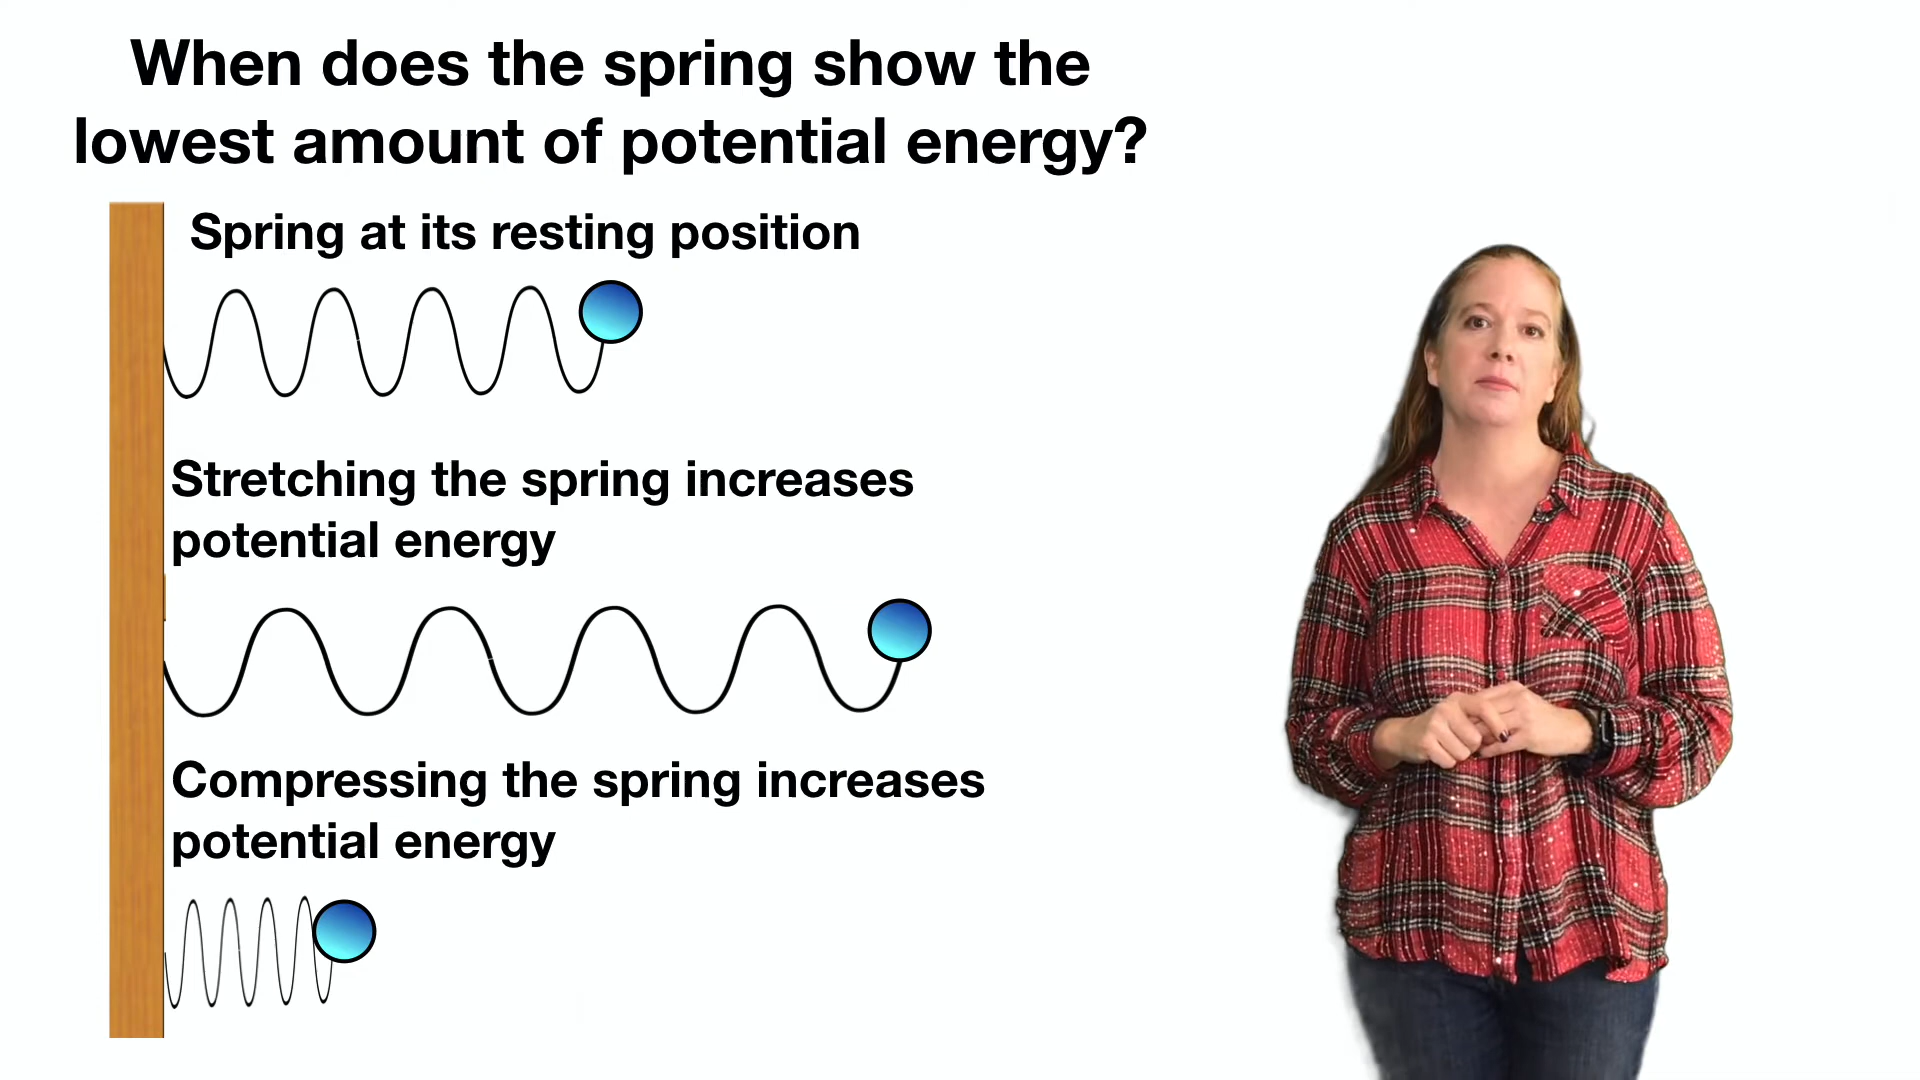 When does the spring show the
lowest amount of potential energy?
Spring at its resting position
Stretching the spring increases
potential energy
Compressing the spring increases
potential energy